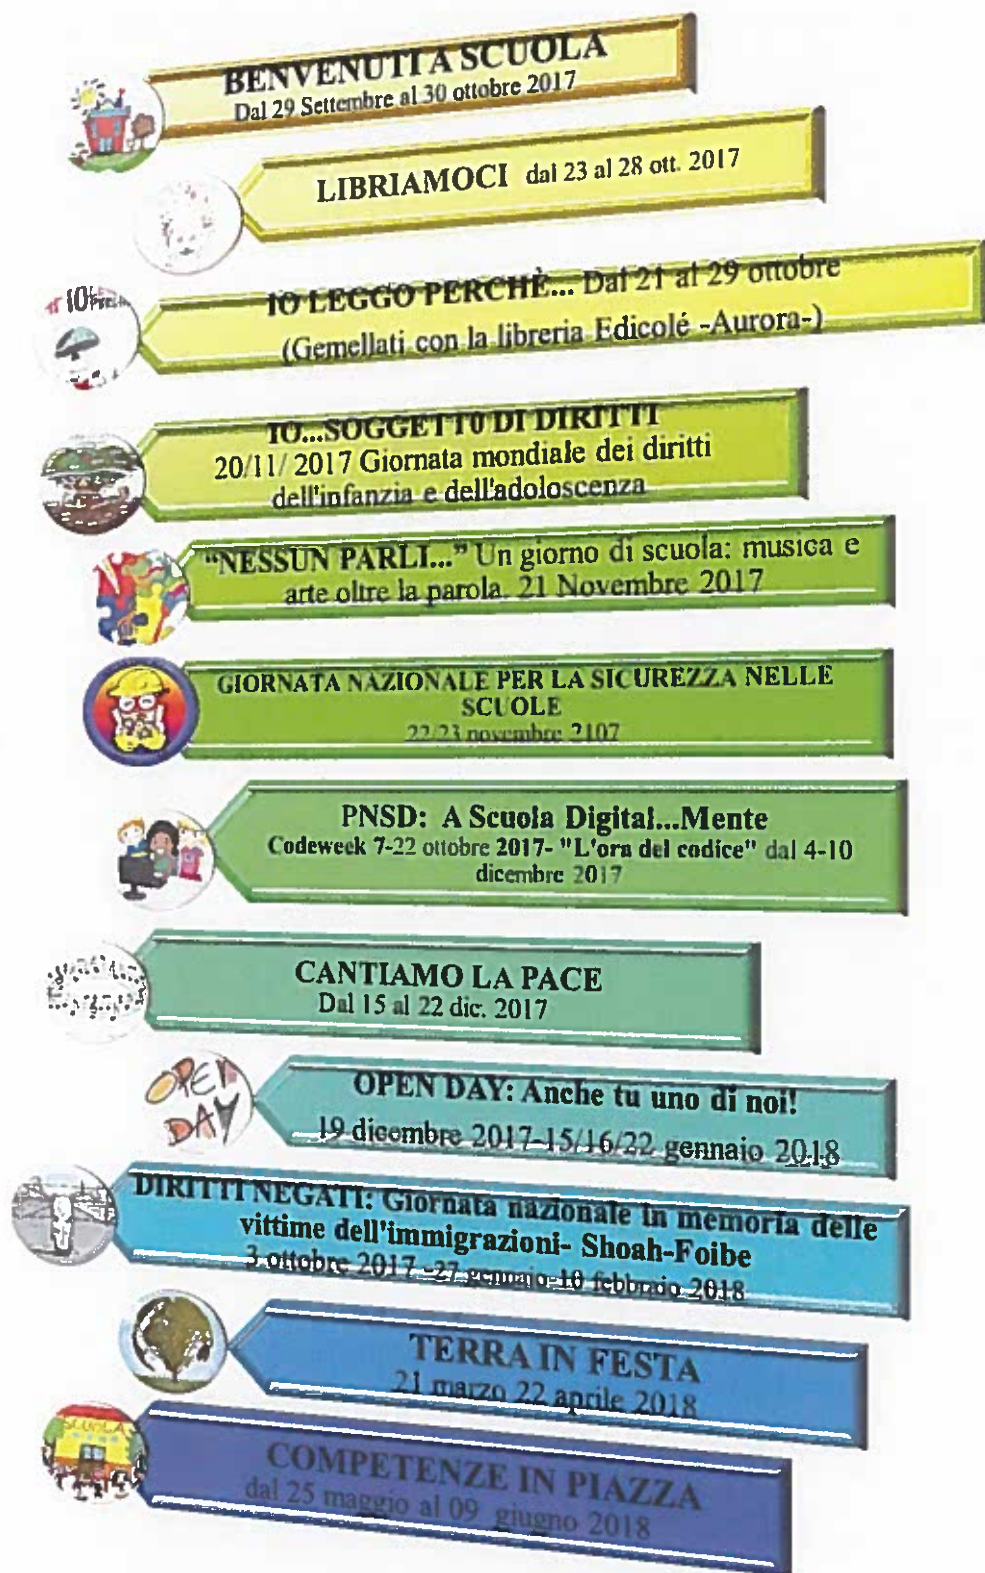 BENVENUTI A SCUOLA
Dal 29 Settembre al 30 ottobre 2017
LIBRIAMOCI dal 23 al 28 ott. 2017
IO LEGGO PERCHÈ... Dal 21 al 29 ottobre
(Gemellati con la libreria Edicolé -Aurora-)
IO...SOGGETTO DI DIRITTI
20/11/ 2017 Giornata mondiale dei diritti
dell'infanzia e dell'adoloscenza
“NESSUN PARLI...” Un giorno di scuola: musica e
arte oltre la parola. 21 Novembre 2017
GIORNATA NAZIONALE PER LA SICUREZZA NELLE
SCUOLE
22/23 novembre 2107
PNSD: A Scuola Digital...Mente
Codeweek 7-22 ottobre 2017- "L'ora del codice" dal 4-10
dicembre 2017
CANTIAMO LA PACE
Dal 15 al 22 dic. 2017
OPEN DAY
OPEN DAY: Anche tu uno di noi!
19 dicembre 2017-15/16/22 gennaio 2018
DIRITTI NEGATI: Giornata nazionale in memoria delle
vittime dell'immigrazioni- Shoah-Foibe
3 ottobre 2017 -27 gennaio-10 febbraio 2018
TERRA IN FESTA
21 marzo 22 aprile 2018
SCUOLA
COMPETENZE IN PIAZZA
dal 25 maggio al 09 giugno 2018